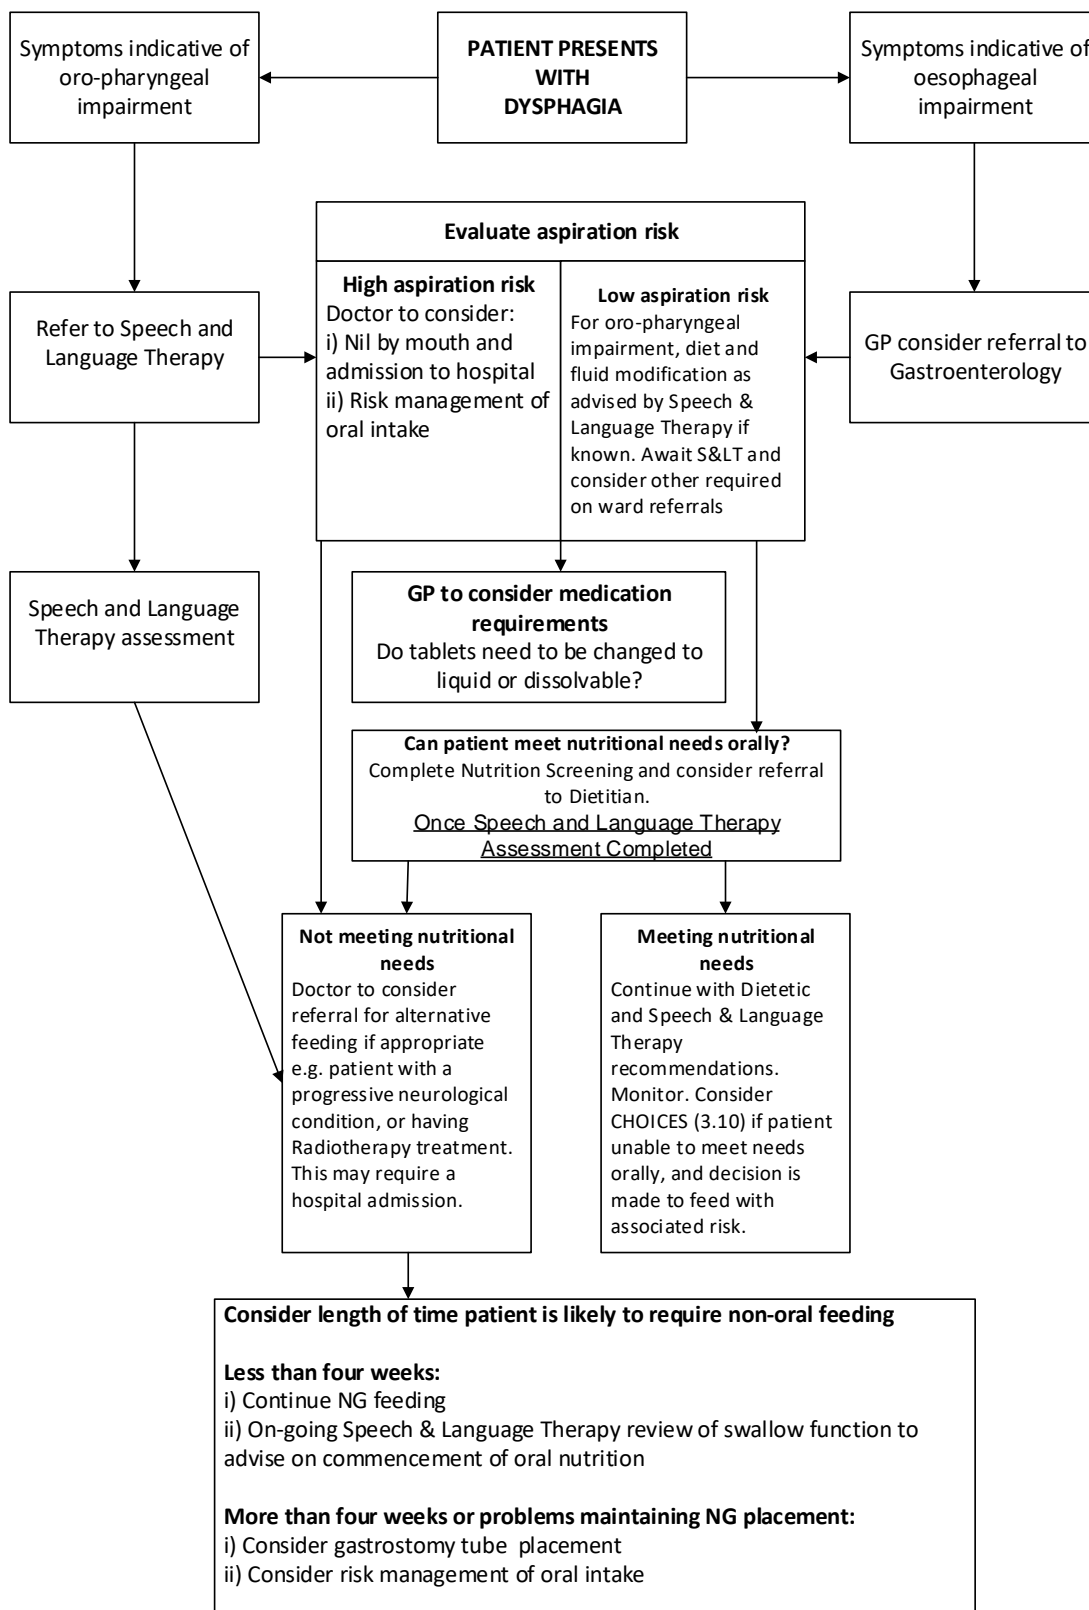 Symptoms indicative of
oro-pharyngeal
impairment
PATIENT PRESENTS
WITH
DYSPHAGIA
Symptoms indicative of
oesophageal
impairment
Evaluate aspiration risk
Refer to Speech and
Language Therapy
High aspiration risk
Doctor to consider:
i) Nil by mouth and
admission to hospital
ii) Risk management of
oral intake
Low aspiration risk
For oro-pharyngeal
impairment, diet and
fluid modification as
advised by Speech &
Language Therapy if
known. Await S&LT and
consider other required
on ward referrals
GP consider referral to
Gastroenterology
Speech and Language
Therapy assessment
GP to consider medication
requirements
Do tablets need to be changed to
liquid or dissolvable?
Can patient meet nutritional needs orally?
Complete Nutrition Screening and consider referral
to Dietitian.
Once Speech and Language Therapy
Assessment Completed
Not meeting nutritional
needs
Doctor to consider
referral for alternative
feeding if appropriate
e.g. patient with a
progressive neurological
condition, or having
Radiotherapy treatment.
This may require a
hospital admission.
Meeting nutritional
needs
Continue with Dietetic
and Speech & Language
Therapy
recommendations.
Monitor. Consider
CHOICES (3.10) if patient
unable to meet needs
orally, and decision is
made to feed with
associated risk.
Consider length of time patient is likely to require non-oral feeding
Less than four weeks:
i) Continue NG feeding
ii) On-going Speech & Language Therapy review of swallow function to
advise on commencement of oral nutrition
More than four weeks or problems maintaining NG placement:
i) Consider gastrostomy tube placement
ii) Consider risk management of oral intake